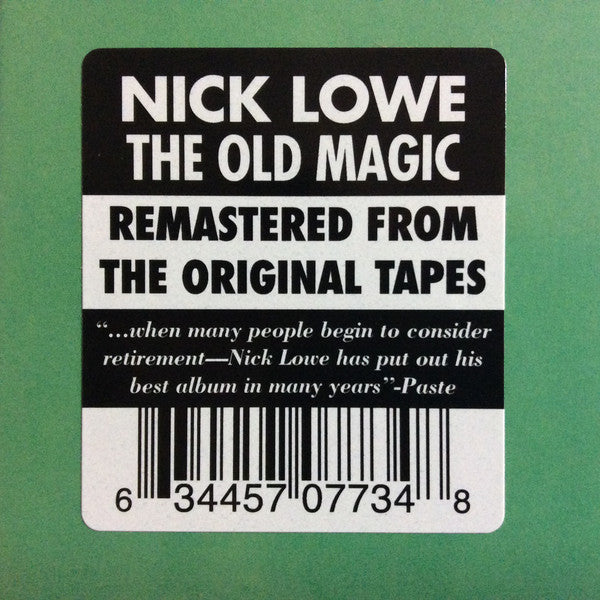 NICK LOWE
THE OLD MAGIC
REMASTERED FROM
THE ORIGINAL TAPES
“...when many people begin to consider
retirement—Nick Lowe has put out his
best album in many years”-Paste
6 34457 07734 8